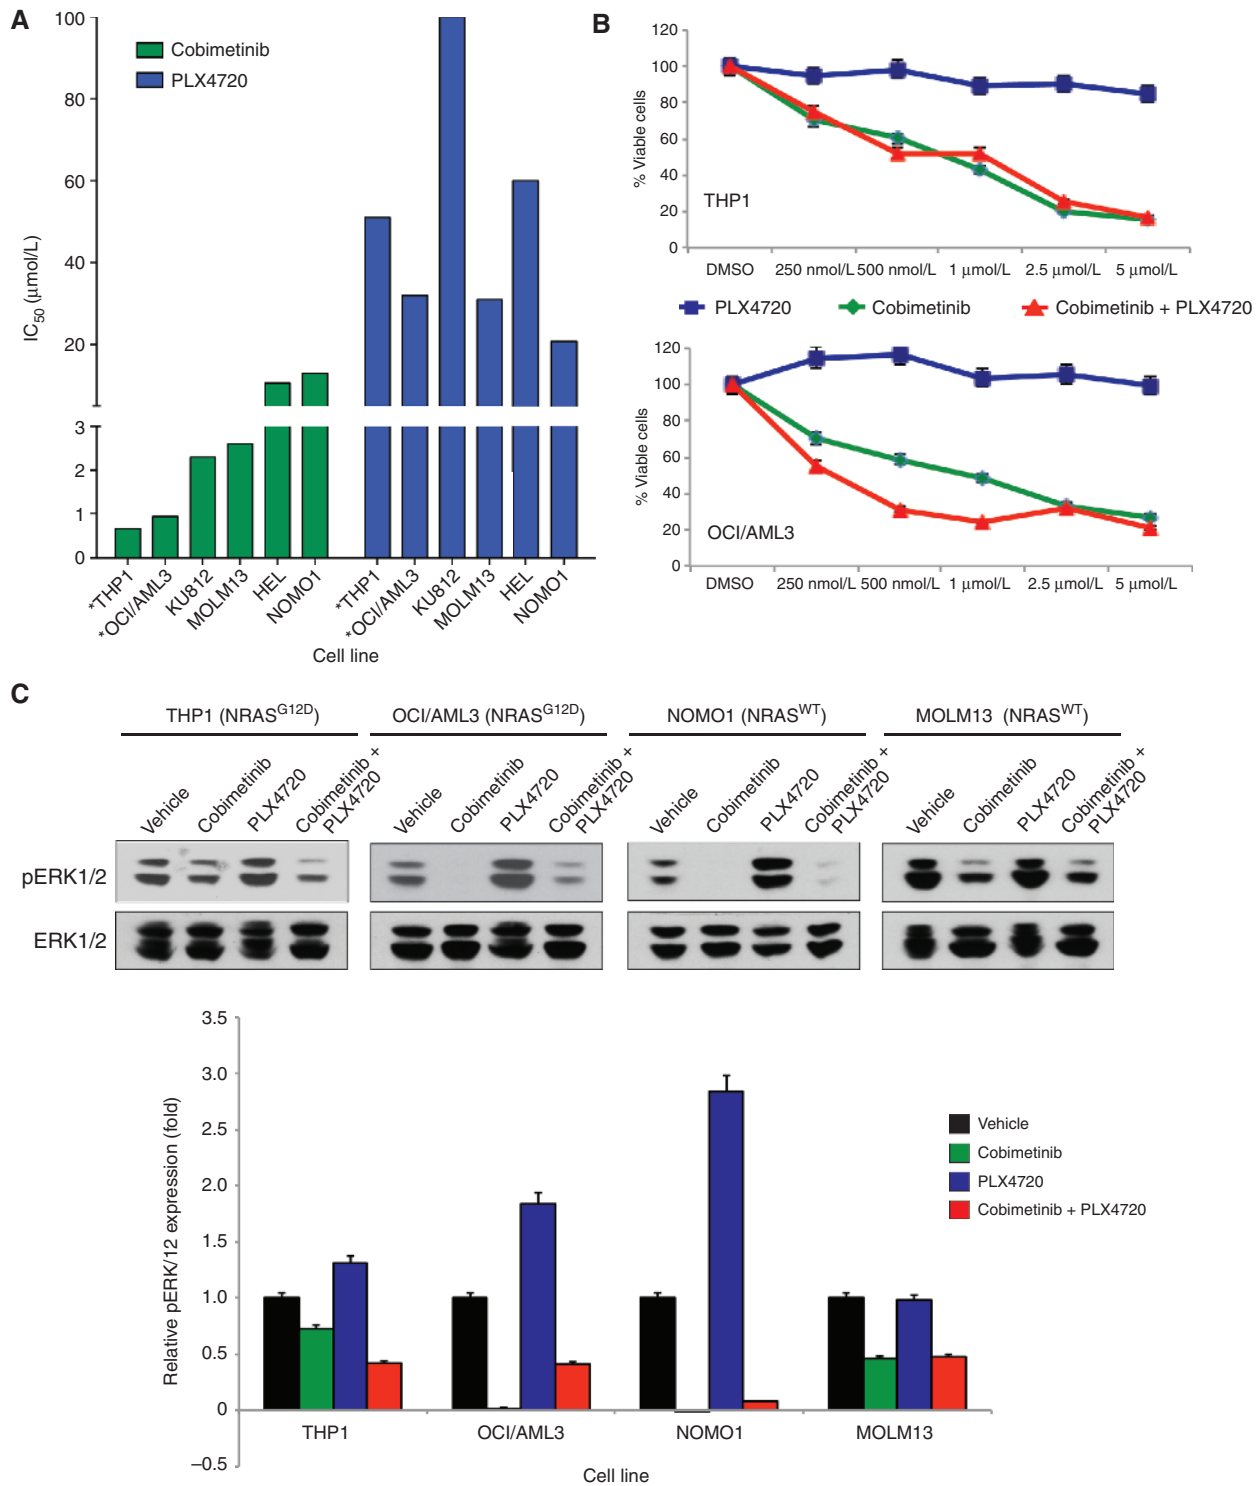 A
100
80
60
40
20
3
2
1
0
IC50 (μmol/L)
Cobimetinib
PLX4720
*THP1
*OCI/AML3
KU812
MOLM13
HEL
NOMO1
*THP1
*OCI/AML3
KU812
MOLM13
HEL
NOMO1
Cell line
B
120
100
80
60
40
20
0
% Viable cells
THP1
DMSO
250 nmol/L
500 nmol/L
1 μmol/L
2.5 μmol/L
5 μmol/L
PLX4720
Cobimetinib
Cobimetinib + PLX4720
120
100
80
60
40
20
0
% Viable cells
OCI/AML3
DMSO
250 nmol/L
500 nmol/L
1 μmol/L
2.5 μmol/L
5 μmol/L
C
THP1 (NRASG12D)
OCI/AML3 (NRASG12D)
NOMO1 (NRASWT)
MOLM13 (NRASWT)
Vehicle
Cobimetinib
PLX4720
Cobimetinib +
PLX4720
Vehicle
Cobimetinib
PLX4720
Cobimetinib +
PLX4720
Vehicle
Cobimetinib
PLX4720
Cobimetinib +
PLX4720
Vehicle
Cobimetinib
PLX4720
Cobimetinib +
PLX4720
pERK1/2
ERK1/2
3.5
3.0
2.5
2.0
1.5
1.0
0.5
0
–0.5
Relative pERK/12 expression (fold)
Vehicle
Cobimetinib
PLX4720
Cobimetinib + PLX4720
THP1
OCI/AML3
NOMO1
MOLM13
Cell line